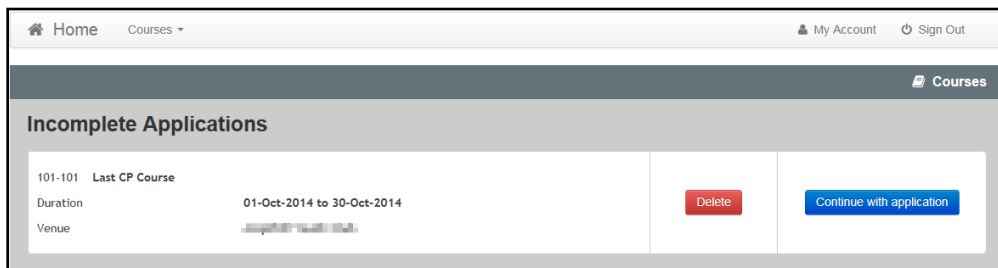 Home Courses My Account Sign Out
Courses
Incomplete Applications
101-101 Last CP Course
Duration 01-Oct-2014 to 30-Oct-2014 Delete Continue with application
Venue